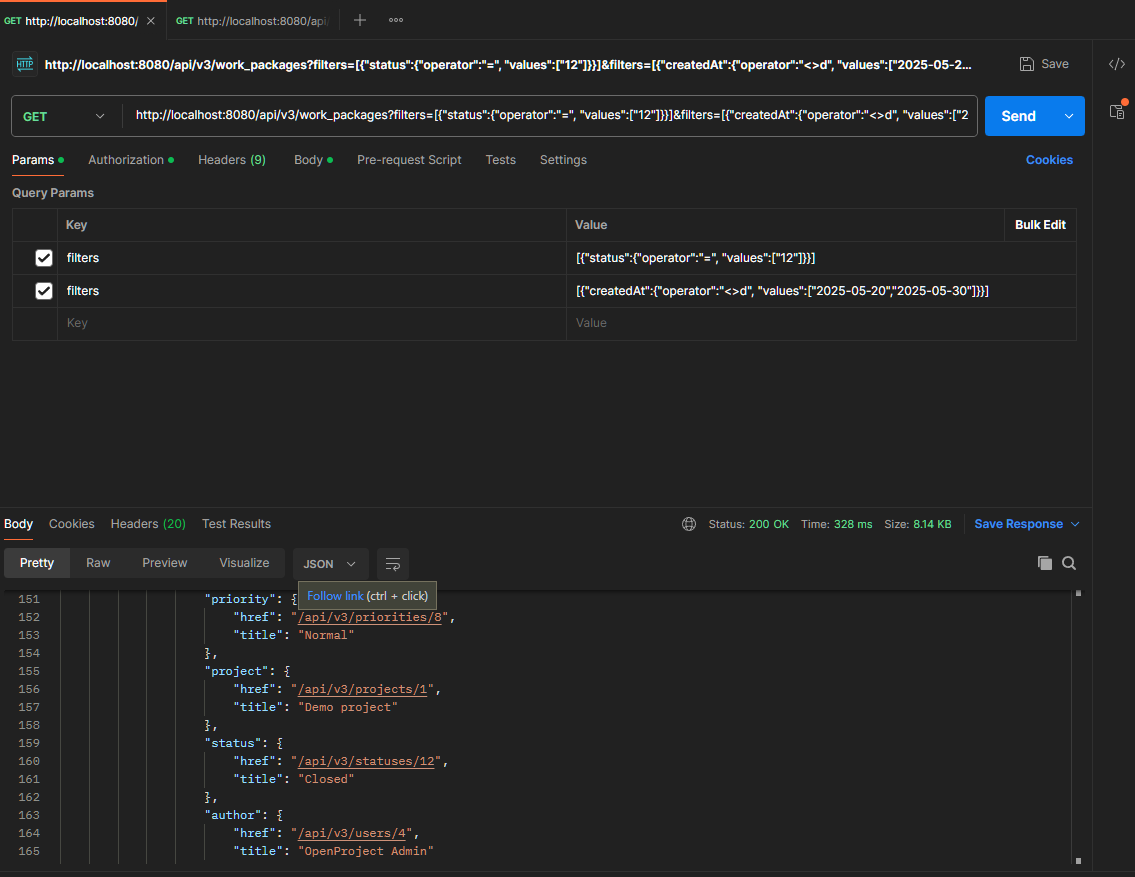 GET http://localhost:8080/
GET http://localhost:8080/api/
HTTP http://localhost:8080/api/v3/work_packages?filters=[{"status":{"operator":"=", "values":["12"]}}]&filters=[{"createdAt":{"operator":"<>d", "values":["2025-05-2... Save
GET http://localhost:8080/api/v3/work_packages?filters=[{"status":{"operator":"=", "values":["12"]}}]&filters=[{"createdAt":{"operator":"<>d", "values":["2 Send
Params Authorization Headers (9) Body Pre-request Script Tests Settings Cookies
Query Params
Key Value Bulk Edit
filters [{"status":{"operator":"=", "values":["12"]}}]
filters [{"createdAt":{"operator":"<>d", "values":["2025-05-20","2025-05-30"]}}]
Key Value
Body Cookies Headers (20) Test Results Status: 200 OK Time: 328 ms Size: 8.14 KB Save Response
Pretty Raw Preview Visualize JSON
Follow link (ctrl + click)
151 "priority": {
152 "href": "/api/v3/priorities/8",
153 "title": "Normal"
154 },
155 "project": {
156 "href": "/api/v3/projects/1",
157 "title": "Demo project"
158 },
159 "status": {
160 "href": "/api/v3/statuses/12",
161 "title": "Closed"
162 },
163 "author": {
164 "href": "/api/v3/users/4",
165 "title": "OpenProject Admin"